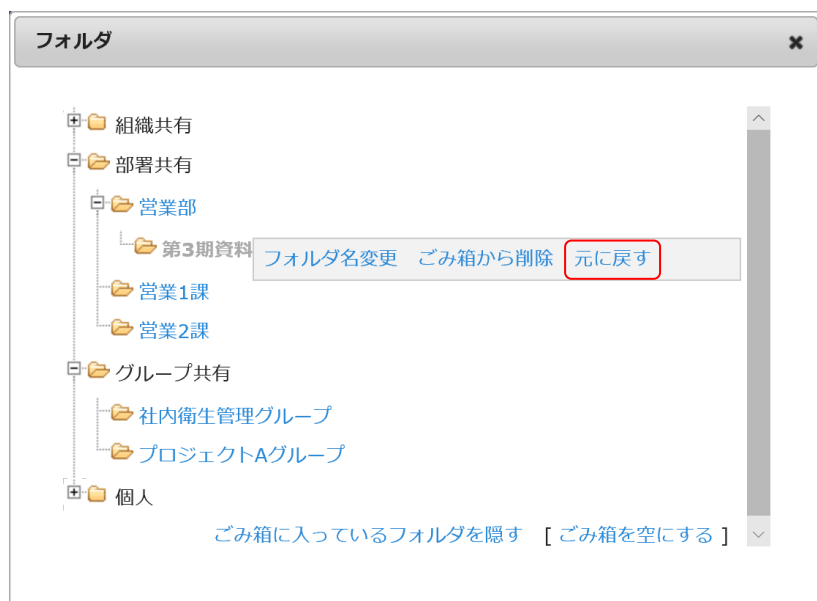 フォルダ
組織共有
部署共有
営業部
第3期資料
フォルダ名変更 ごみ箱から削除 元に戻す
営業1課
営業2課
グループ共有
社内衛生管理グループ
プロジェクトAグループ
個人
ごみ箱に入っているフォルダを隠す [ ごみ箱を空にする ]